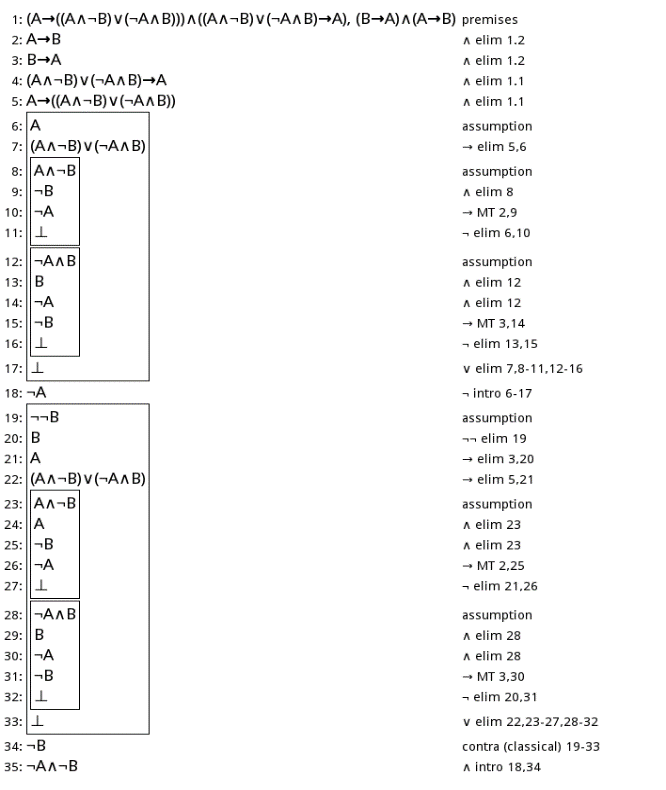 1: (A→((A∧¬B)∨(¬A∧B)))∧((A∧¬B)∨(¬A∧B)→A), (B→A)∧(A→B) premises
2: A→B ∧ elim 1.2
3: B→A ∧ elim 1.2
4: (A∧¬B)∨(¬A∧B)→A ∧ elim 1.1
5: A→((A∧¬B)∨(¬A∧B)) ∧ elim 1.1
6: A assumption
7: (A∧¬B)∨(¬A∧B) → elim 5,6
8: A∧¬B assumption
9: ¬B ∧ elim 8
10: ¬A → MT 2,9
11: ⊥ ¬ elim 6,10
12: ¬A∧B assumption
13: B ∧ elim 12
14: ¬A ∧ elim 12
15: ¬B → MT 3,14
16: ⊥ ¬ elim 13,15
17: ⊥ ∨ elim 7,8-11,12-16
18: ¬A ¬ intro 6-17
19: ¬¬B assumption
20: B ¬¬ elim 19
21: A → elim 3,20
22: (A∧¬B)∨(¬A∧B) → elim 5,21
23: A∧¬B assumption
24: A ∧ elim 23
25: ¬B ∧ elim 23
26: ¬A → MT 2,25
27: ⊥ ¬ elim 21,26
28: ¬A∧B assumption
29: B ∧ elim 28
30: ¬A ∧ elim 28
31: ¬B → MT 3,30
32: ⊥ ¬ elim 20,31
33: ⊥ ∨ elim 22,23-27,28-32
34: ¬B contra (classical) 19-33
35: ¬A∧¬B ∧ intro 18,34